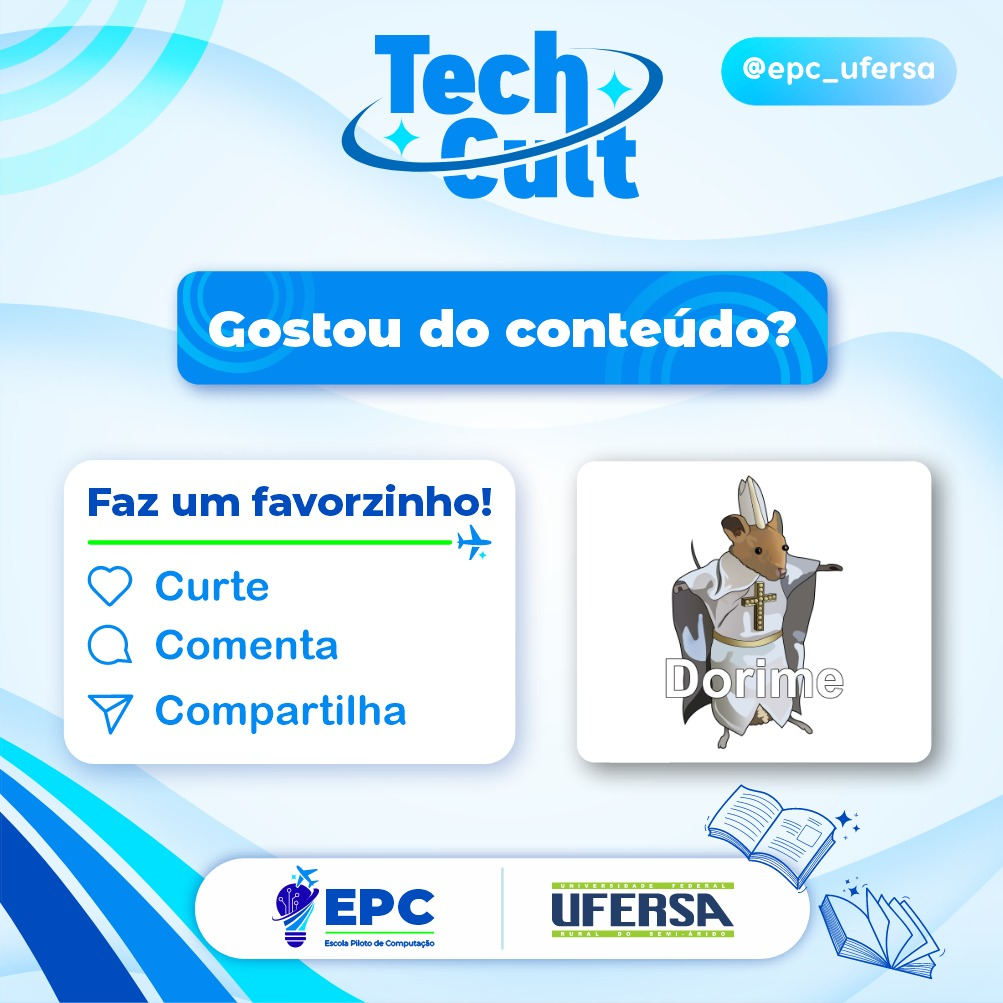 Tech
Cult
@epc_ufersa
Gostou do conteúdo?
Faz um favorzinho!
Curte
Comenta
Compartilha
Dorime
EPC
Escola Piloto de Computação
UNIVERSIDADE FEDERAL
UFERSA
RURAL DO SEMI-ÁRIDO